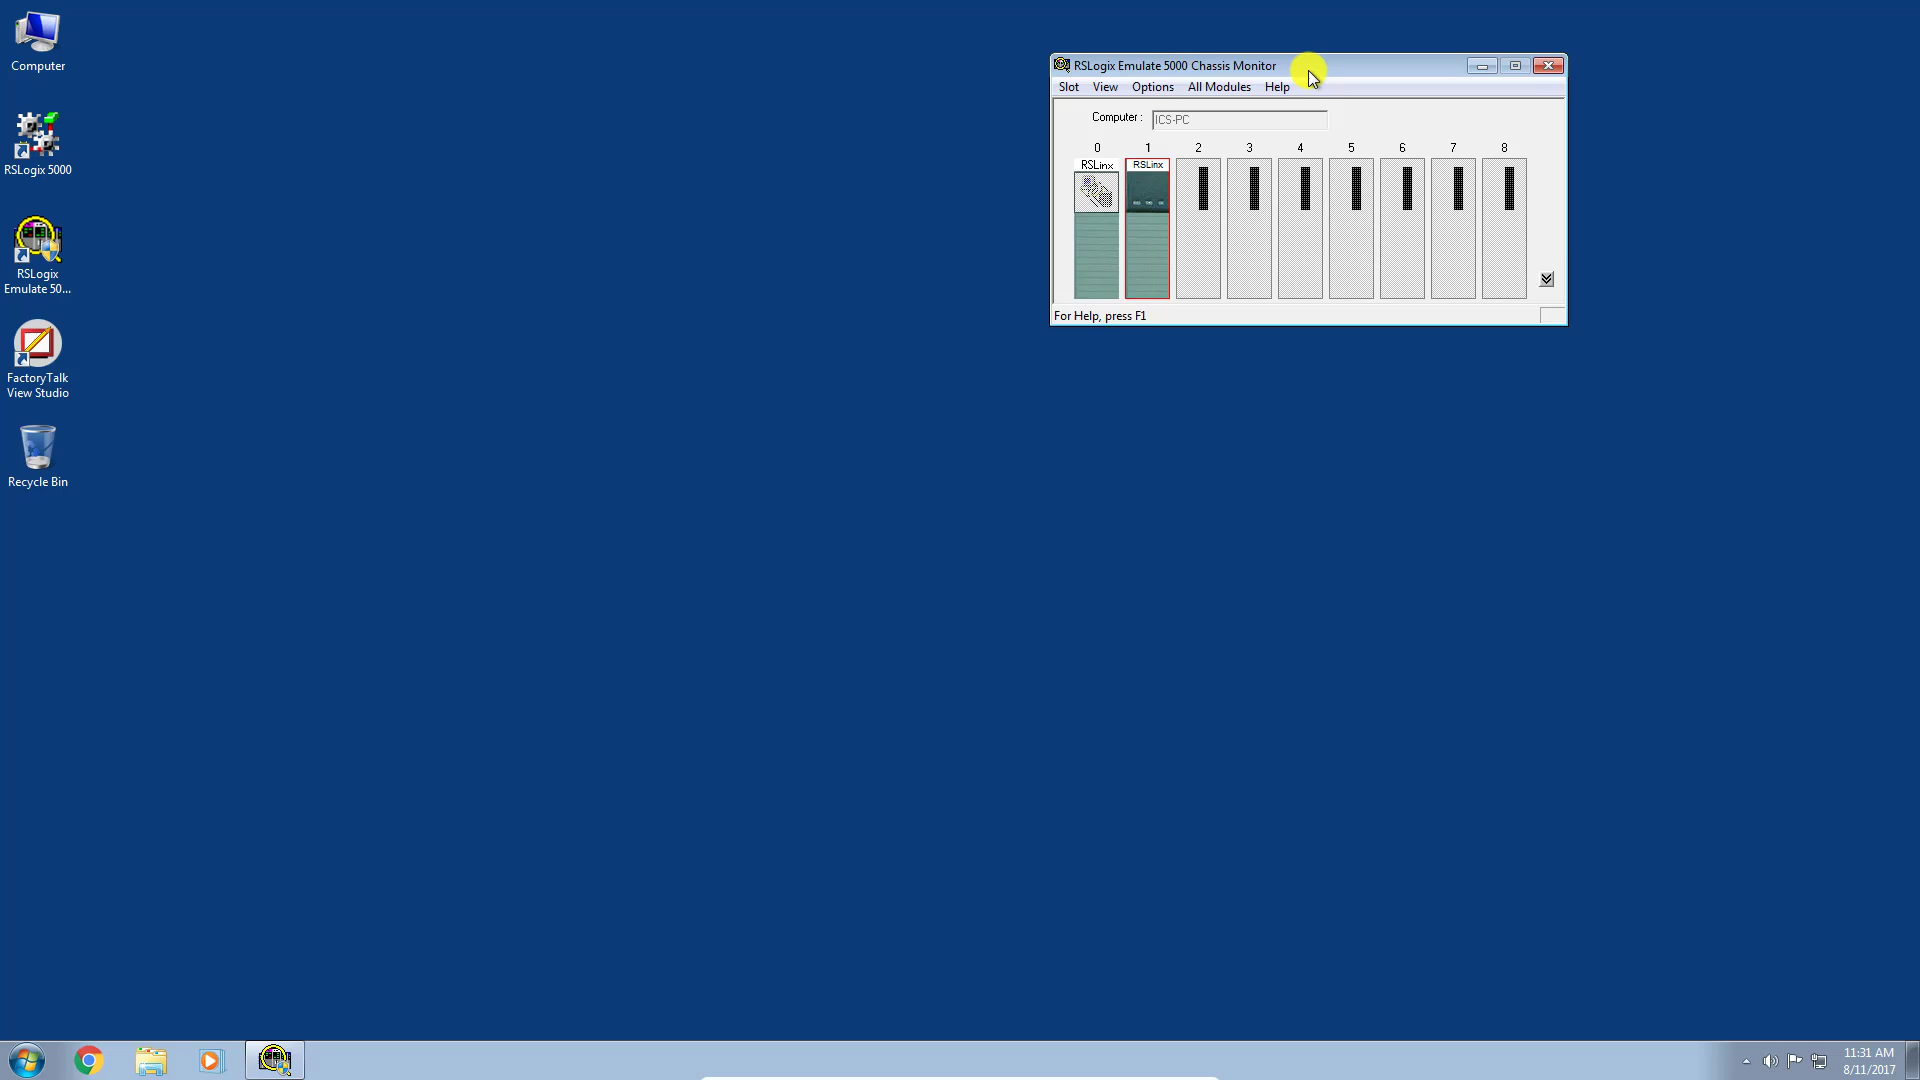 Computer
RSLogix 5000
RSLogix
Emulate 50...
FactoryTalk
View Studio
Recycle Bin
RSLogix Emulate 5000 Chassis Monitor
Slot View Options All Modules Help
Computer : ICS-PC
0 1 2 3 4 5 6 7 8
RSLinx RSLinx
For Help, press F1
11:31 AM
8/11/2017